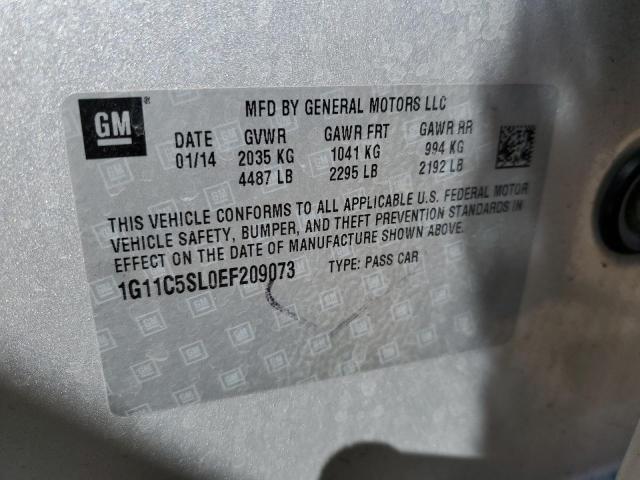 GM
MFD BY GENERAL MOTORS LLC
DATE GVWR GAWR FRT GAWR RR
01/14 2035 KG 1041 KG 994 KG
4487 LB 2295 LB 2192 LB
THIS VEHICLE CONFORMS TO ALL APPLICABLE U.S. FEDERAL MOTOR
VEHICLE SAFETY, BUMPER, AND THEFT PREVENTION STANDARDS IN
EFFECT ON THE DATE OF MANUFACTURE SHOWN ABOVE.
1G11C5SL0EF209073 TYPE: PASS CAR